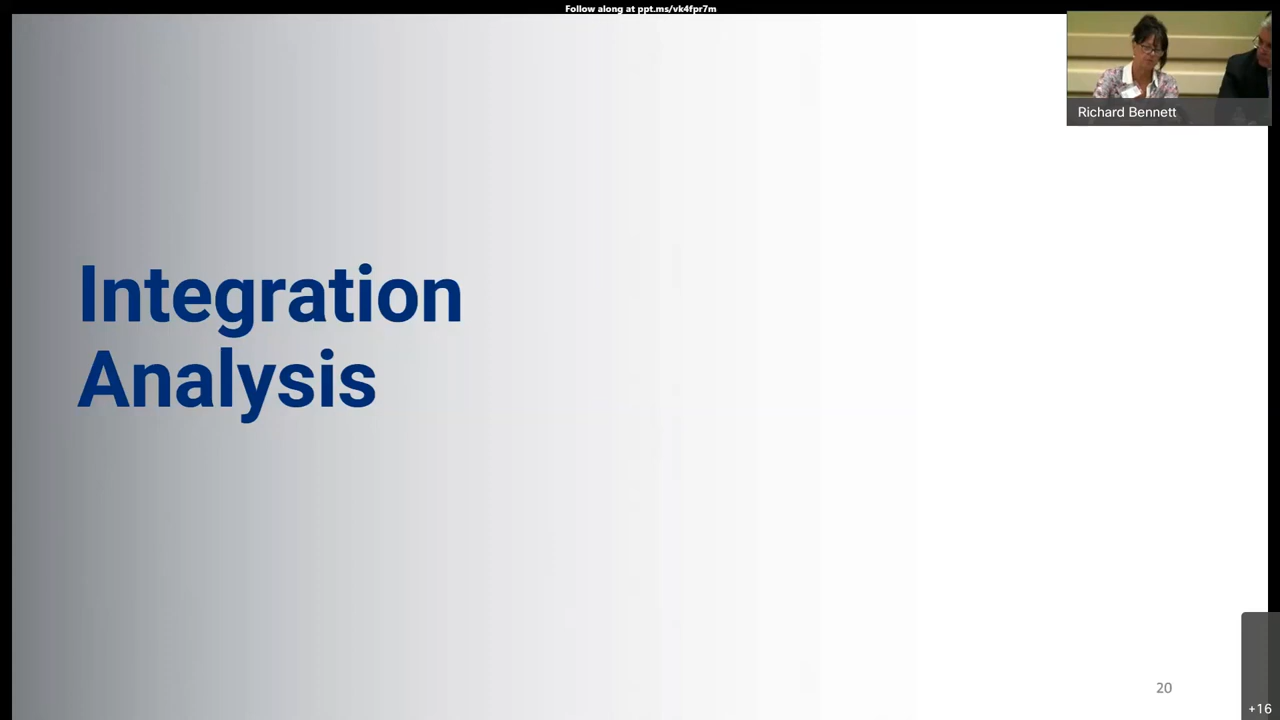 Follow along at ppt.ms/vk4fpr7m
Richard Bennett
Integration
Analysis
20
+16